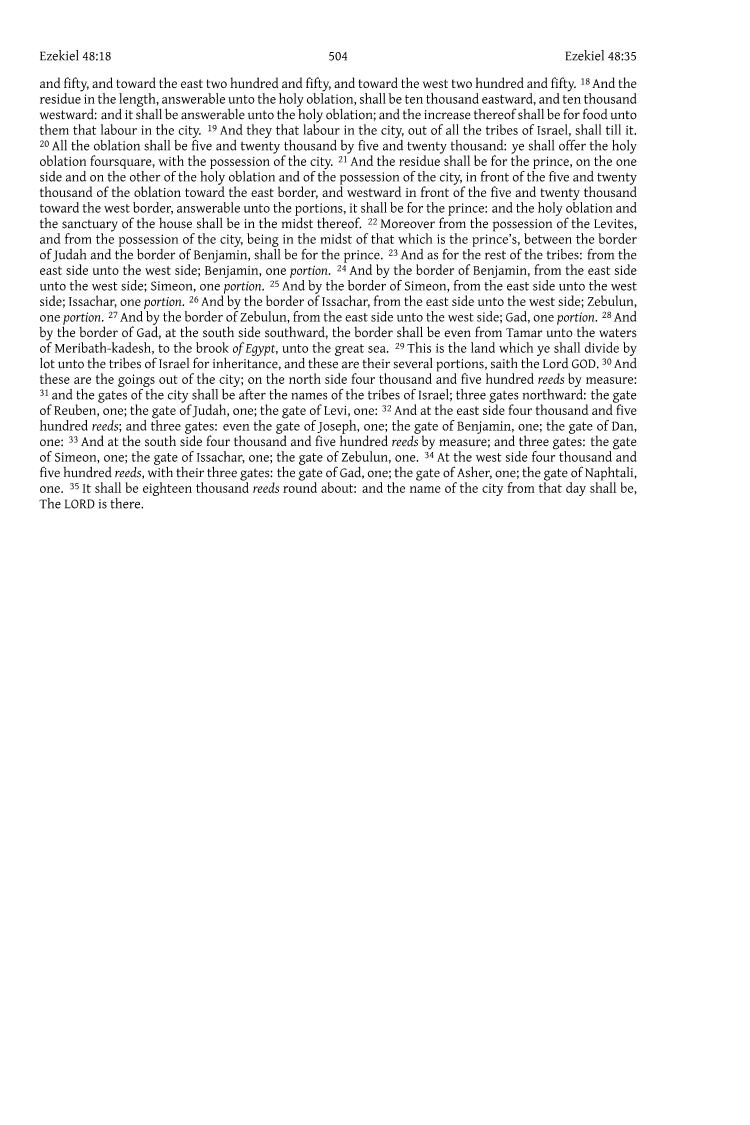 Ezekiel 48:18 504 Ezekiel 48:35
and fifty, and toward the east two hundred and fifty, and toward the west two hundred and fifty. 18 And the
residue in the length, answerable unto the holy oblation, shall be ten thousand eastward, and ten thousand
westward: and it shall be answerable unto the holy oblation; and the increase thereof shall be for food unto
them that labour in the city. 19 And they that labour in the city, out of all the tribes of Israel, shall till it.
20 All the oblation shall be five and twenty thousand by five and twenty thousand: ye shall offer the holy
oblation foursquare, with the possession of the city. 21 And the residue shall be for the prince, on the one
side and on the other of the holy oblation and of the possession of the city, in front of the five and twenty
thousand of the oblation toward the east border, and westward in front of the five and twenty thousand
toward the west border, answerable unto the portions, it shall be for the prince: and the holy oblation and
the sanctuary of the house shall be in the midst thereof. 22 Moreover from the possession of the Levites,
and from the possession of the city, being in the midst of that which is the prince's, between the border
of Judah and the border of Benjamin, shall be for the prince. 23 And as for the rest of the tribes: from the
east side unto the west side; Benjamin, one portion. 24 And by the border of Benjamin, from the east side
unto the west side; Simeon, one portion. 25 And by the border of Simeon, from the east side unto the west
side; Issachar, one portion. 26 And by the border of Issachar, from the east side unto the west side; Zebulun,
one portion. 27 And by the border of Zebulun, from the east side unto the west side; Gad, one portion. 28 And
by the border of Gad, at the south side southward, the border shall be even from Tamar unto the waters
of Meribath-kadesh, to the brook of Egypt, unto the great sea. 29 This is the land which ye shall divide by
lot unto the tribes of Israel for inheritance, and these are their several portions, saith the Lord GOD. 30 And
these are the goings out of the city; on the north side four thousand and five hundred reeds by measure:
31 and the gates of the city shall be after the names of the tribes of Israel; three gates northward: the gate
of Reuben, one; the gate of Judah, one; the gate of Levi, one: 32 And at the east side four thousand and five
hundred reeds; and three gates: even the gate of Joseph, one; the gate of Benjamin, one; the gate of Dan,
one: 33 And at the south side four thousand and five hundred reeds by measure; and three gates: the gate
of Simeon, one; the gate of Issachar, one; the gate of Zebulun, one. 34 At the west side four thousand and
five hundred reeds, with their three gates: the gate of Gad, one; the gate of Asher, one; the gate of Naphtali,
one. 35 It shall be eighteen thousand reeds round about: and the name of the city from that day shall be,
The LORD is there.